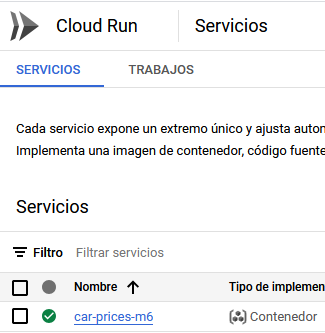 Cloud Run Servicios
SERVICIOS TRABAJOS
Cada servicio expone un extremo único y ajusta auton
Implementa una imagen de contenedor, código fuente
Servicios
Filtro Filtrar servicios
Nombre Tipo de implemen
car-prices-m6 Contenedor